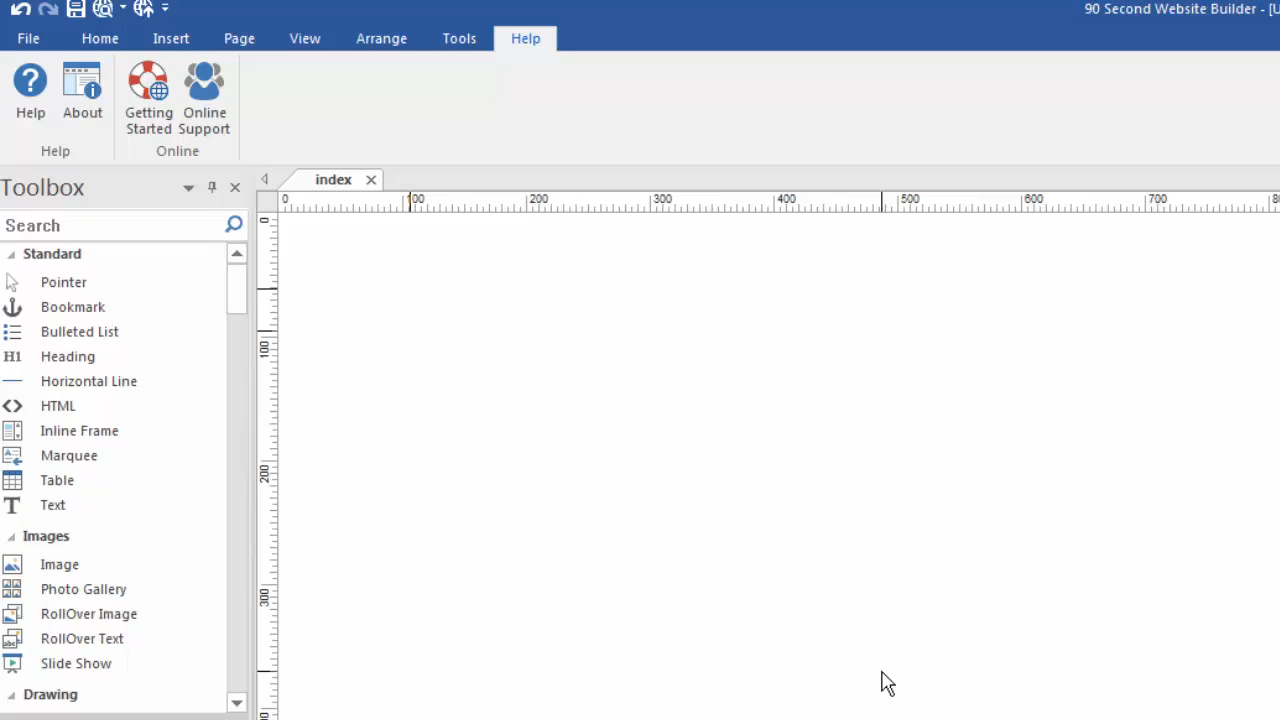 90 Second Website Builder - [U
File Home Insert Page View Arrange Tools Help
Help About Getting Started Online Support
Help Online
Toolbox
index
0 100 200 300 400 500 600 700
Search
0
100
200
300
Standard
Pointer
Bookmark
Bulleted List
H1 Heading
Horizontal Line
HTML
Inline Frame
Marquee
Table
Text
Images
Image
Photo Gallery
RollOver Image
RollOver Text
Slide Show
Drawing